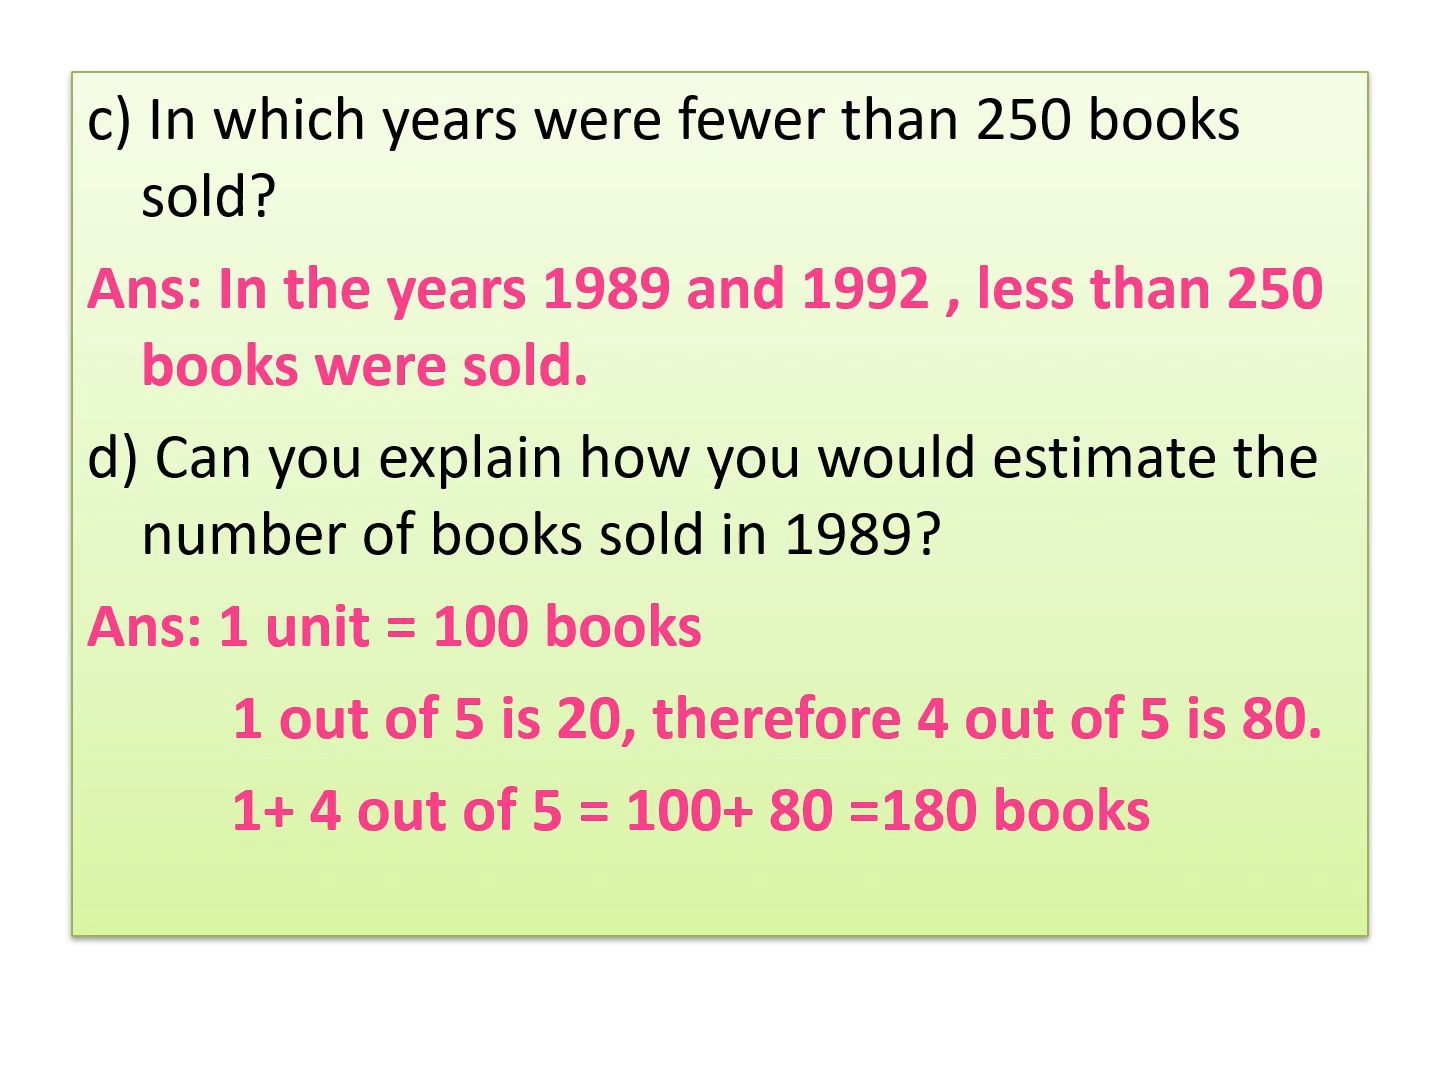 c) In which years were fewer than 250 books
sold?
Ans: In the years 1989 and 1992 , less than 250
books were sold.
d) Can you explain how you would estimate the
number of books sold in 1989?
Ans: 1 unit = 100 books
1 out of 5 is 20, therefore 4 out of 5 is 80.
1+ 4 out of 5 = 100+ 80 =180 books